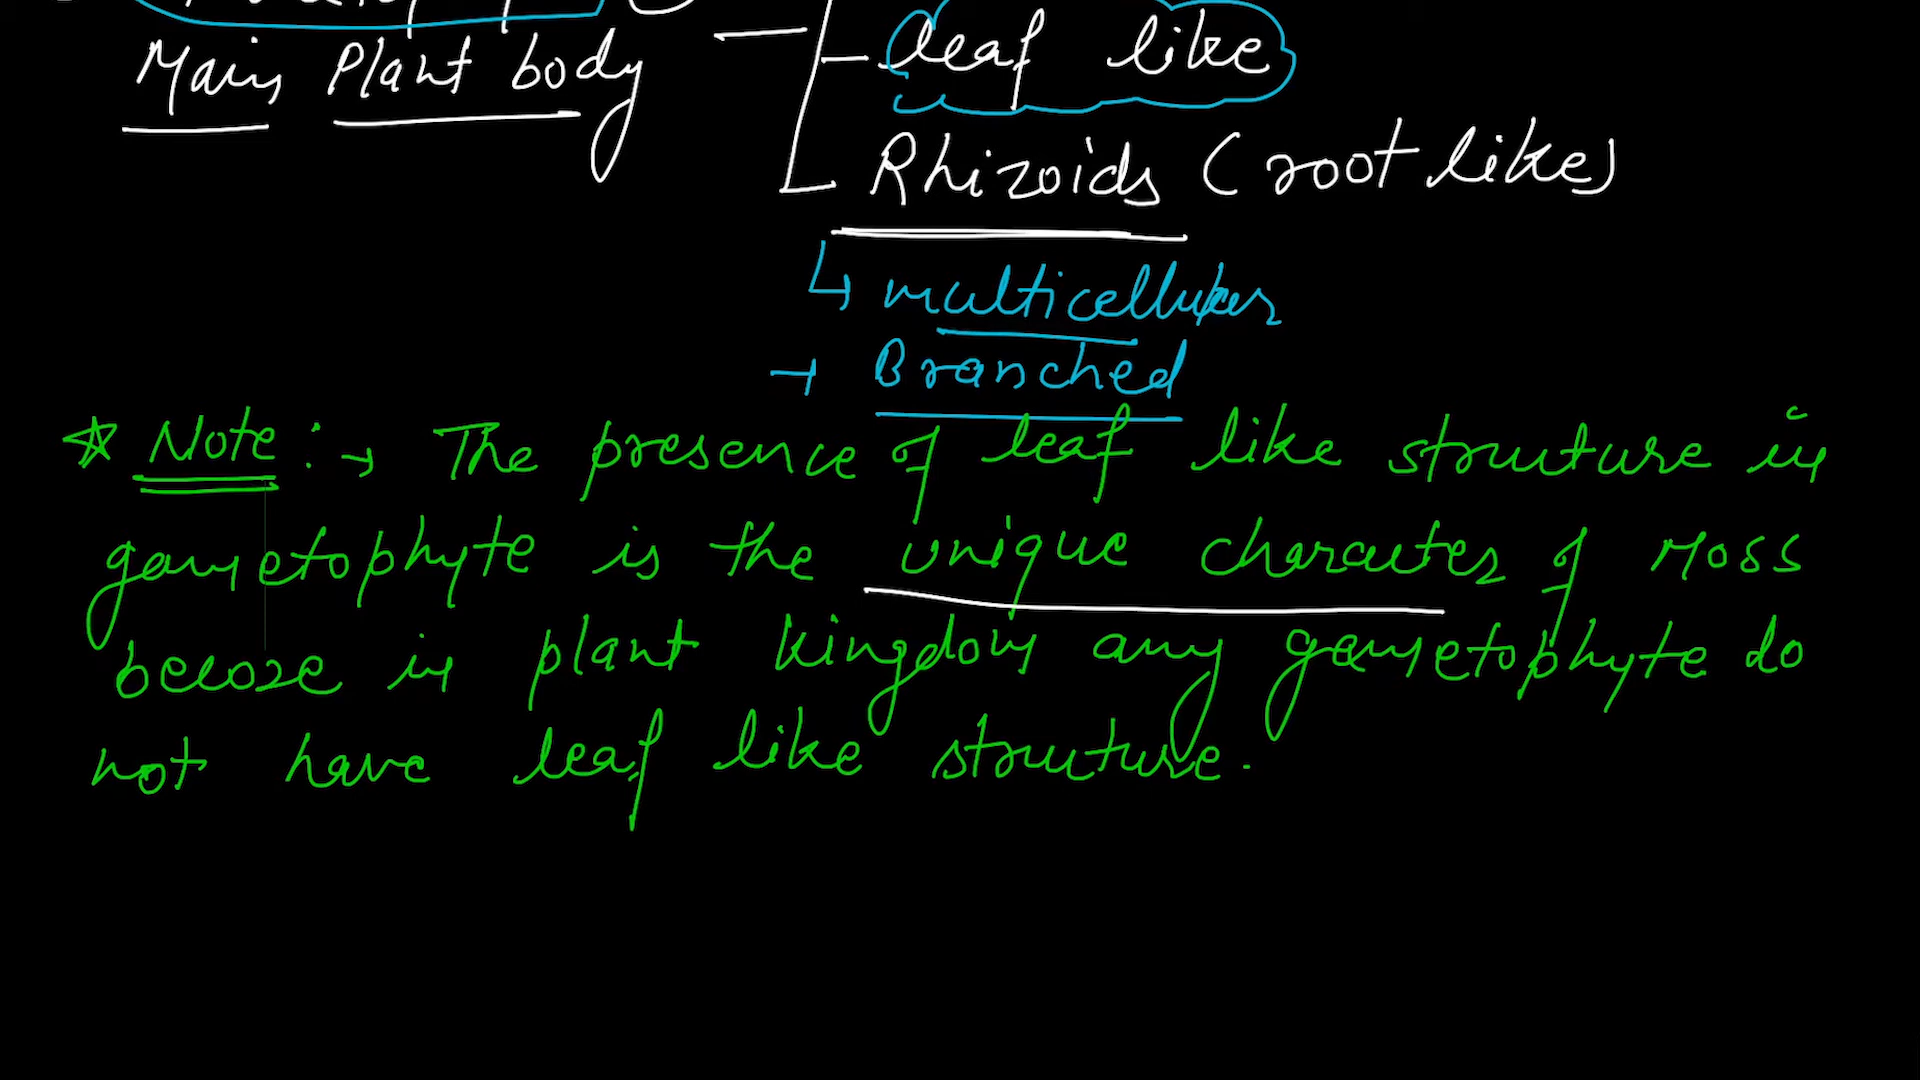 Main Plant body
leaf like
Rhizoids (root like)
↳ multicellular
→ Branched
☆ Note :→ The presence of leaf like structure in
gametophyte is the unique character of Moss
becose in plant kingdom any gametophyte do
not have leaf like structure.